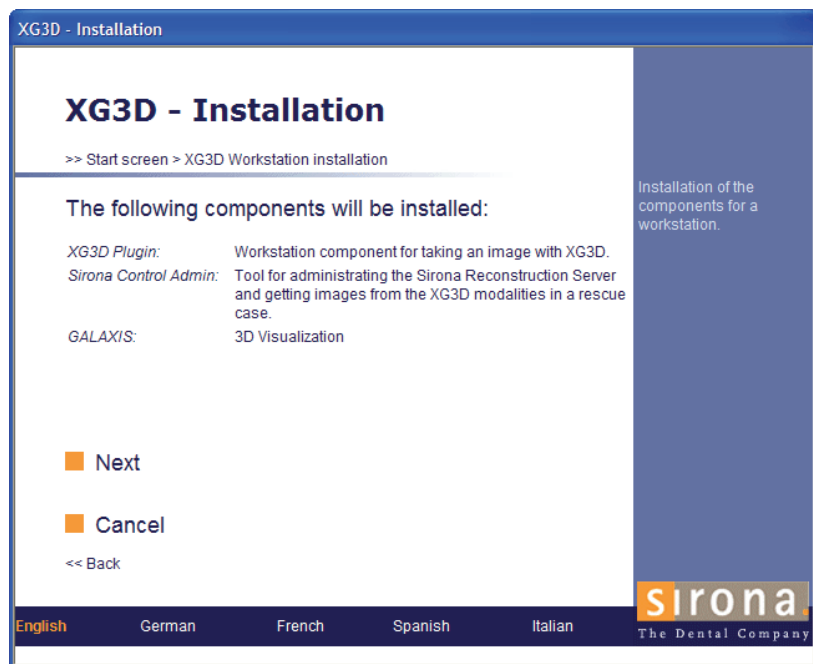 XG3D - Installation
XG3D - Installation
>> Start screen > XG3D Workstation installation
The following components will be installed:
XG3D Plugin: Workstation component for taking an image with XG3D.
Sirona Control Admin: Tool for administrating the Sirona Reconstruction Server
and getting images from the XG3D modalities in a rescue
case.
GALAXIS: 3D Visualization
Installation of the
components for a
workstation.
Next
Cancel
<< Back
English German French Spanish Italian
sirona.
The Dental Company